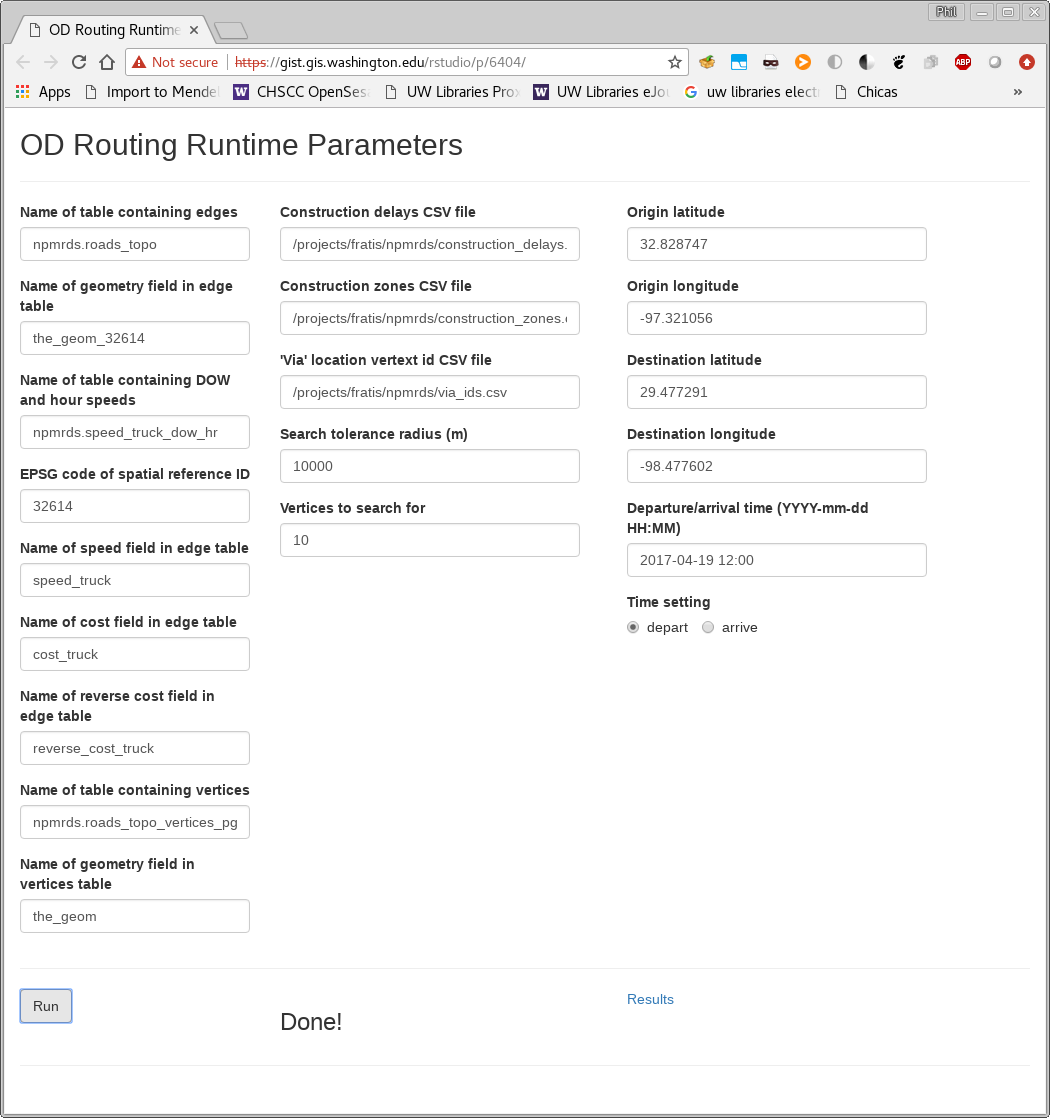 Phil
OD Routing Runtime
Not secure https://gist.gis.washington.edu/rstudio/p/6404/
ABP
Apps Import to Mendel CHSCC OpenSesa UW Libraries Prox UW Libraries eJou uw libraries electr Chicas »
OD Routing Runtime Parameters
Name of table containing edges
npmrds.roads_topo
Name of geometry field in edge
table
the_geom_32614
Name of table containing DOW
and hour speeds
npmrds.speed_truck_dow_hr
EPSG code of spatial reference ID
32614
Name of speed field in edge table
speed_truck
Name of cost field in edge table
cost_truck
Name of reverse cost field in
edge table
reverse_cost_truck
Name of table containing vertices
npmrds.roads_topo_vertices_pg
Name of geometry field in
vertices table
the_geom
Construction delays CSV file
/projects/fratis/npmrds/construction_delays.
Construction zones CSV file
/projects/fratis/npmrds/construction_zones.c
'Via' location vertext id CSV file
/projects/fratis/npmrds/via_ids.csv
Search tolerance radius (m)
10000
Vertices to search for
10
Origin latitude
32.828747
Origin longitude
-97.321056
Destination latitude
29.477291
Destination longitude
-98.477602
Departure/arrival time (YYYY-mm-dd
HH:MM)
2017-04-19 12:00
Time setting
depart arrive
Run
Done!
Results